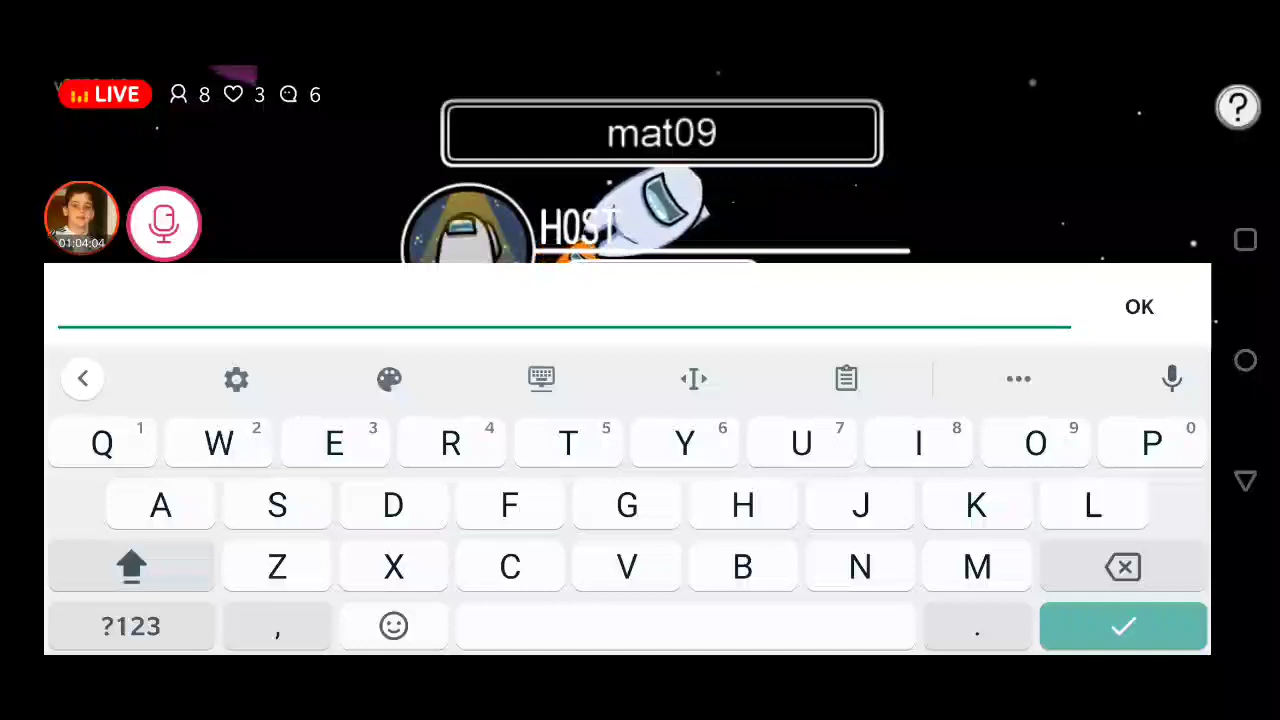 LIVE 8 3 6
mat09
?
01:04:04
HOST
OK
Q 1 W 2 E 3 R 4 T 5 Y 6 U 7 I 8 O 9 P 0
A S D F G H J K L
Z X C V B N M
?123 , .